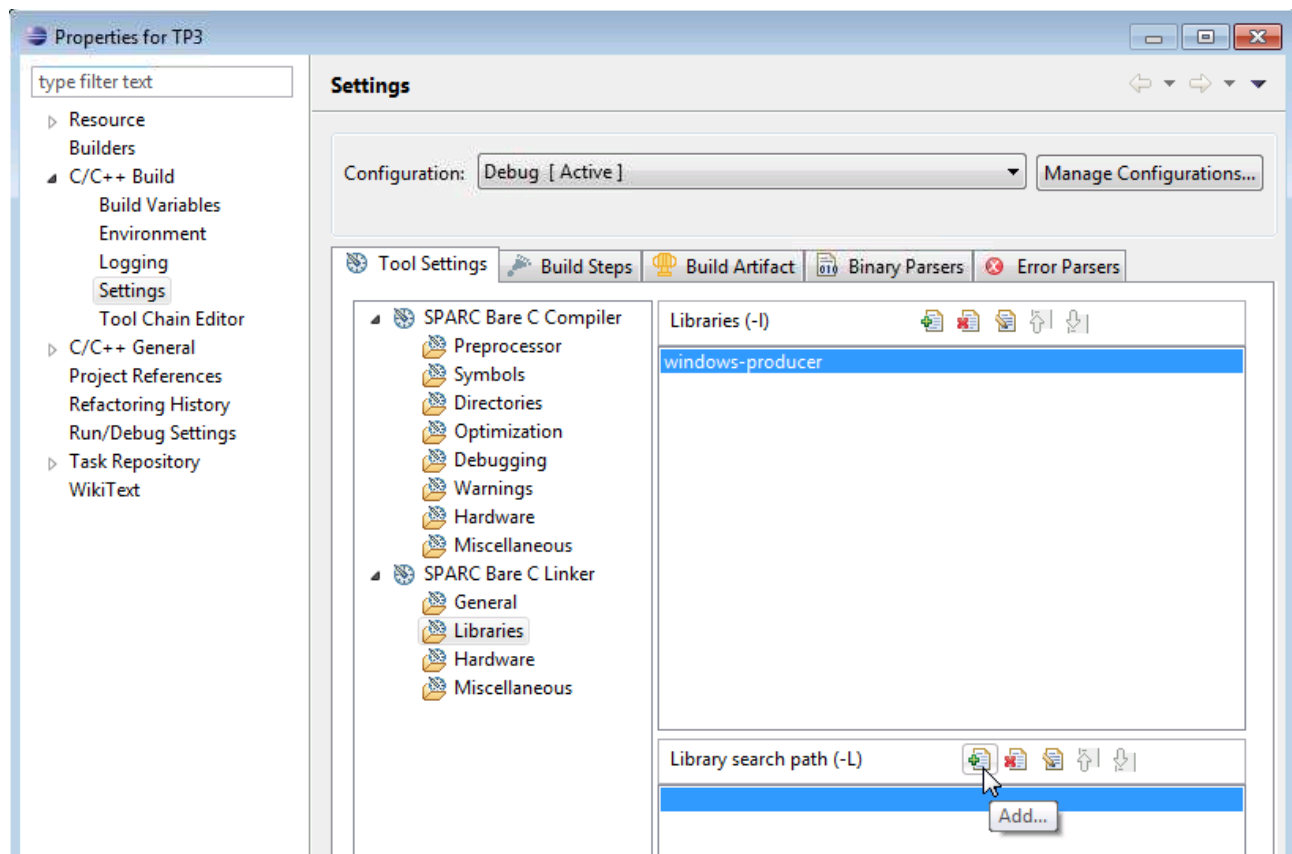 Properties for TP3
type filter text
Resource
Builders
C/C++ Build
Build Variables
Environment
Logging
Settings
Tool Chain Editor
C/C++ General
Project References
Refactoring History
Run/Debug Settings
Task Repository
WikiText
Settings
Configuration: Debug [ Active ] Manage Configurations...
Tool Settings Build Steps Build Artifact Binary Parsers Error Parsers
SPARC Bare C Compiler
Preprocessor
Symbols
Directories
Optimization
Debugging
Warnings
Hardware
Miscellaneous
SPARC Bare C Linker
General
Libraries
Hardware
Miscellaneous
Libraries (-l)
windows-producer
Library search path (-L)
Add...